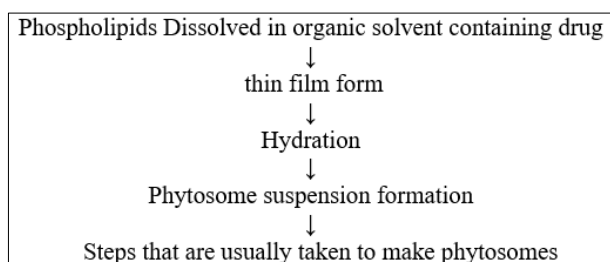 Phospholipids Dissolved in organic solvent containing drug
↓
thin film form
↓
Hydration
↓
Phytosome suspension formation
↓
Steps that are usually taken to make phytosomes